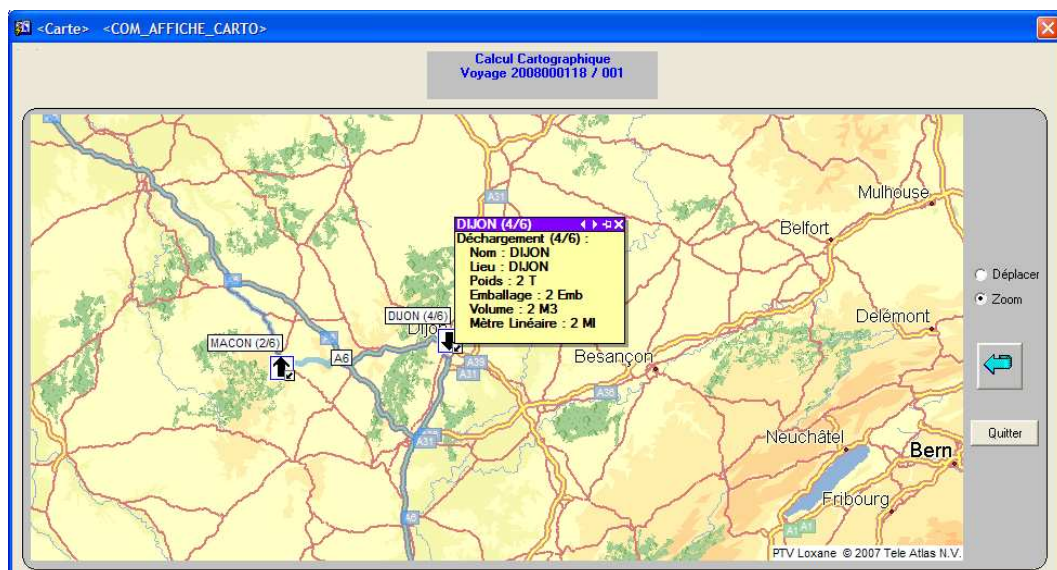 <Carte> <COM_AFFICHE_CARTO>
Calcul Cartographique
Voyage 2008000118 / 001
A31
Mulhouse
Belfort
DIJON (4/6)
Déchargement (4/6) :
Nom : DIJON
Lieu : DIJON
Poids : 2 T
Emballage : 2 Emb
Volume : 2 M3
Mètre Linéaire : 2 Ml
Déplacer
Zoom
DIJON (4/6)
Dijon
Delémont
MACON (2/6)
A6
Besançon
A31
A36
A31
Neuchâtel
Quitter
Bern
Fribourg
A6
A1
A1
PTV Loxane © 2007 Tele Atlas N.V.